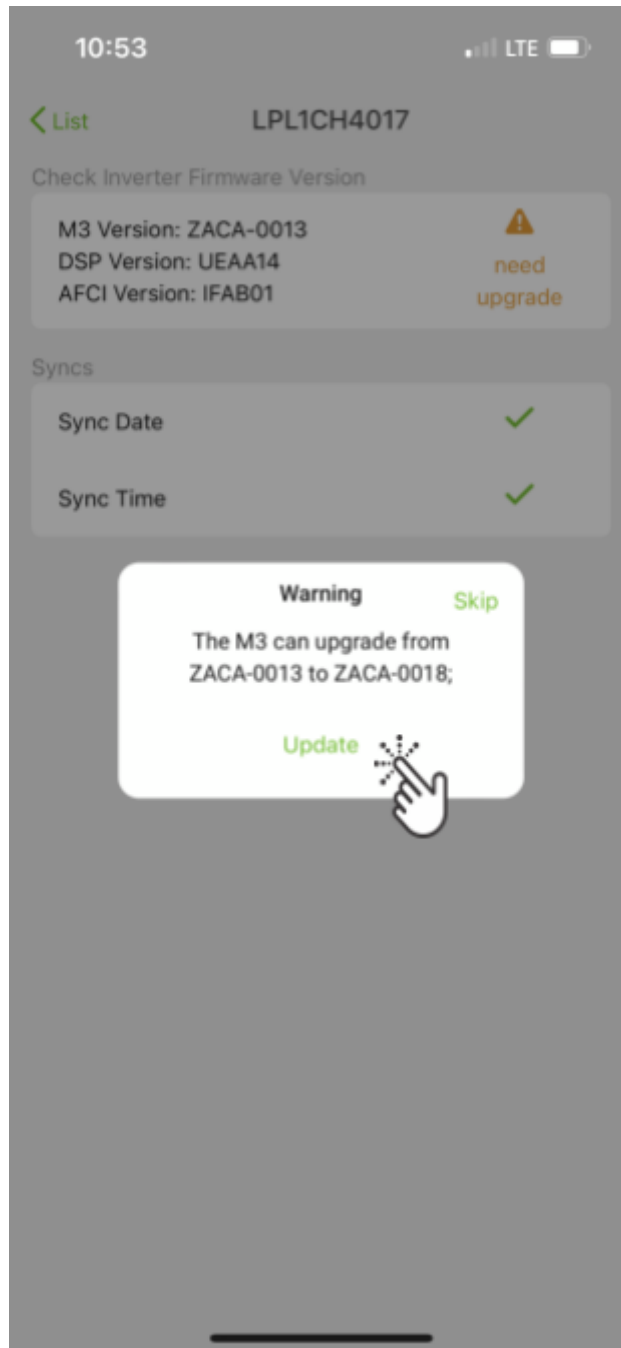 10:53
LTE
List
LPL1CH4017
Check Inverter Firmware Version
M3 Version: ZACA-0013
DSP Version: UEAA14
AFCI Version: IFAB01
need
upgrade
Syncs
Sync Date
Sync Time
Warning
Skip
The M3 can upgrade from
ZACA-0013 to ZACA-0018;
Update